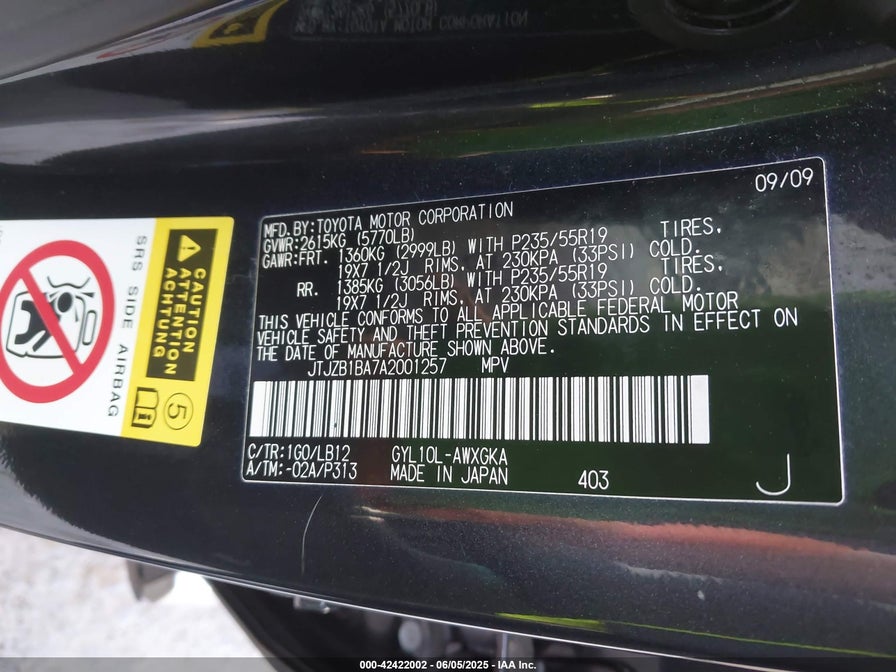 09/09
MFD.BY:TOYOTA MOTOR CORPORATION
GVWR:2615KG (5770LB)
GAWR:FRT. 1360KG (2999LB) WITH P235/55R19 TIRES,
19X7 1/2J RIMS, AT 230KPA (33PSI) COLD.
RR. 1385KG (3056LB) WITH P235/55R19 TIRES,
19X7 1/2J RIMS, AT 230KPA (33PSI) COLD.
THIS VEHICLE CONFORMS TO ALL APPLICABLE FEDERAL MOTOR
VEHICLE SAFETY AND THEFT PREVENTION STANDARDS IN EFFECT ON
THE DATE OF MANUFACTURE SHOWN ABOVE.
JTJZB1BA7A2001257 MPV
C/TR:1G0/LB12 GYL10L-AWXGKA
A/TM:-02A/P313 MADE IN JAPAN 403 J
CAUTION
ATTENTION
ACHTUNG
5
SRS SIDE AIRBAG
000-42422002 - 06/05/2025 - IAA Inc.